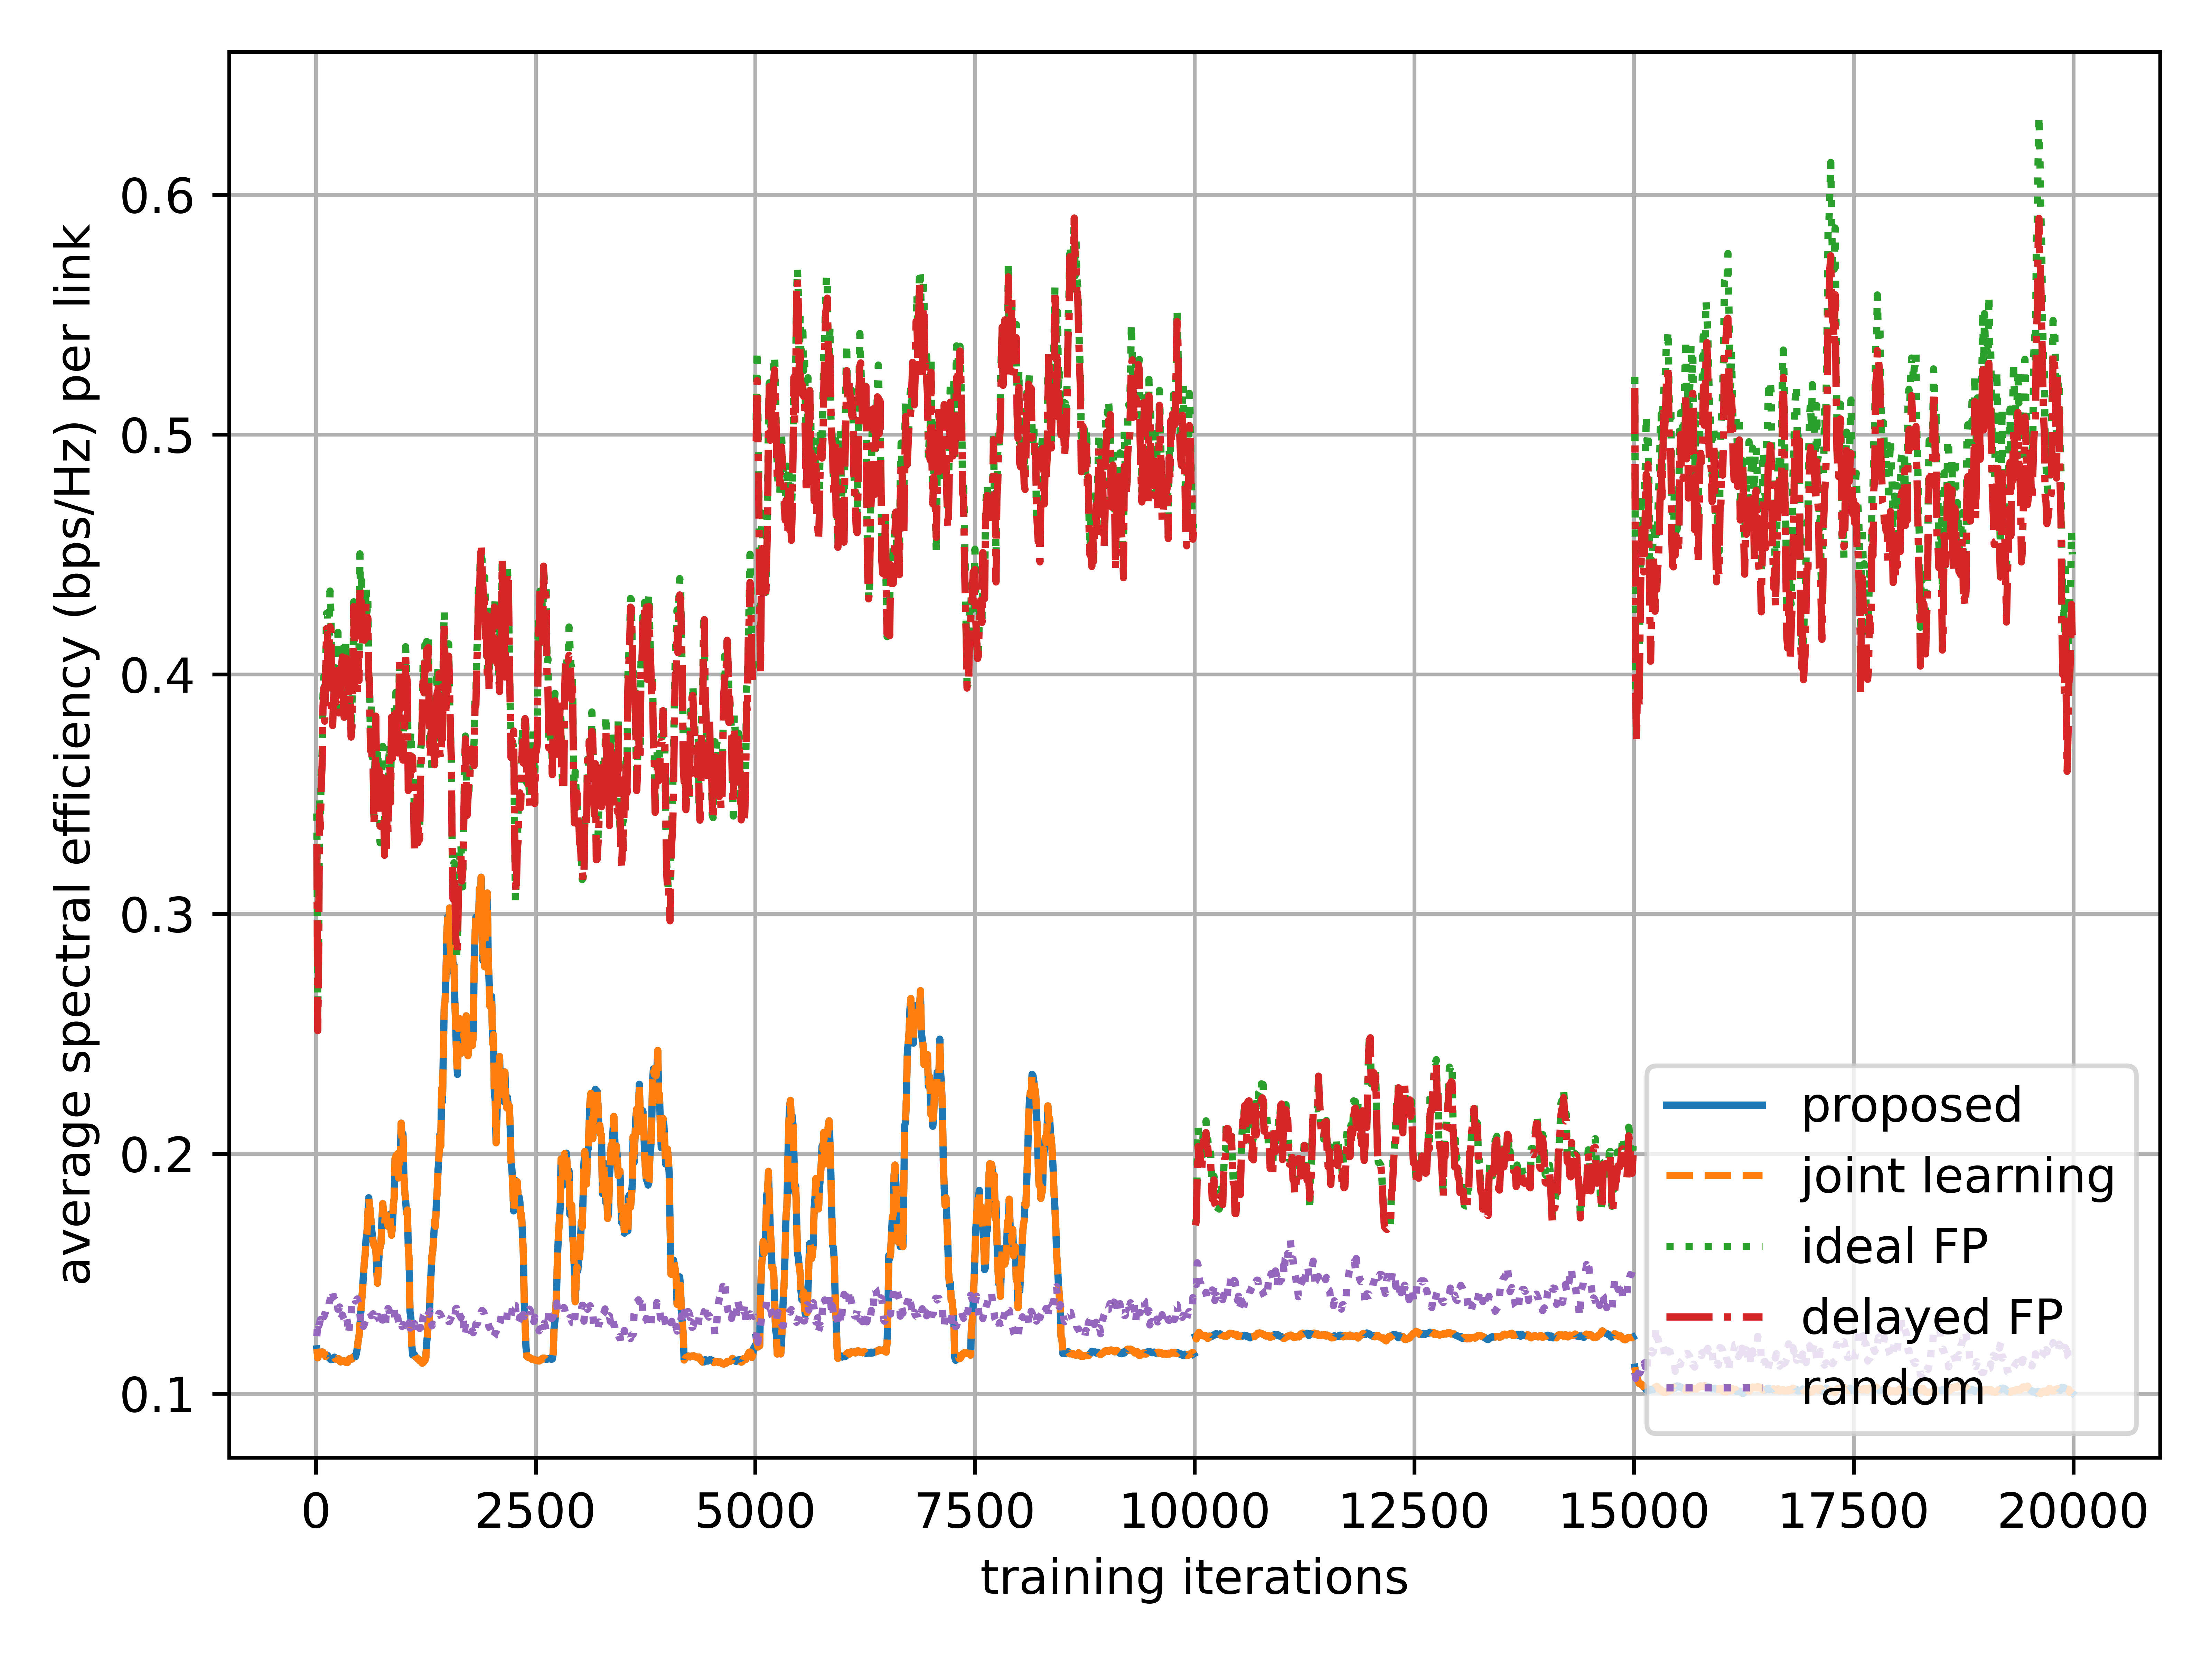 average spectral efficiency (bps/Hz) per link
0.6
0.5
0.4
0.3
0.2
0.1
proposed
joint learning
ideal FP
delayed FP
random
0 2500 5000 7500 10000 12500 15000 17500 20000
training iterations